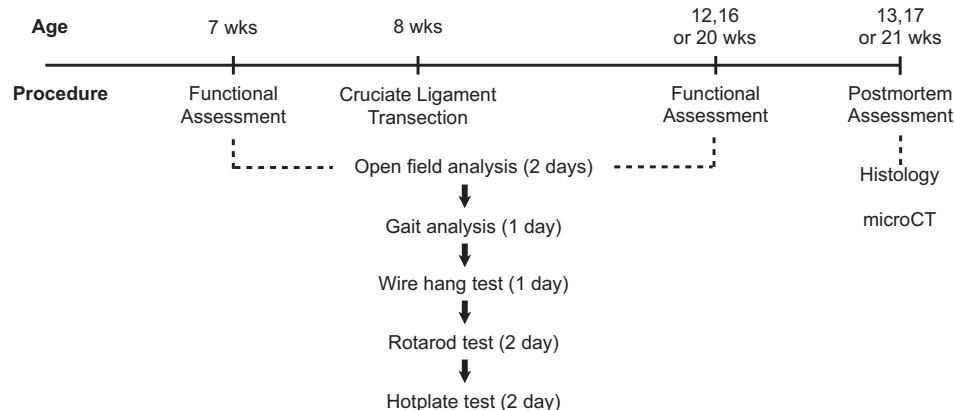 Age
7 wks
8 wks
12,16
or 20 wks
13,17
or 21 wks
Procedure
Functional
Assessment
Cruciate Ligament
Transection
Functional
Assessment
Postmortem
Assessment
Open field analysis (2 days)
Histology
Gait analysis (1 day)
microCT
Wire hang test (1 day)
Rotarod test (2 day)
Hotplate test (2 day)